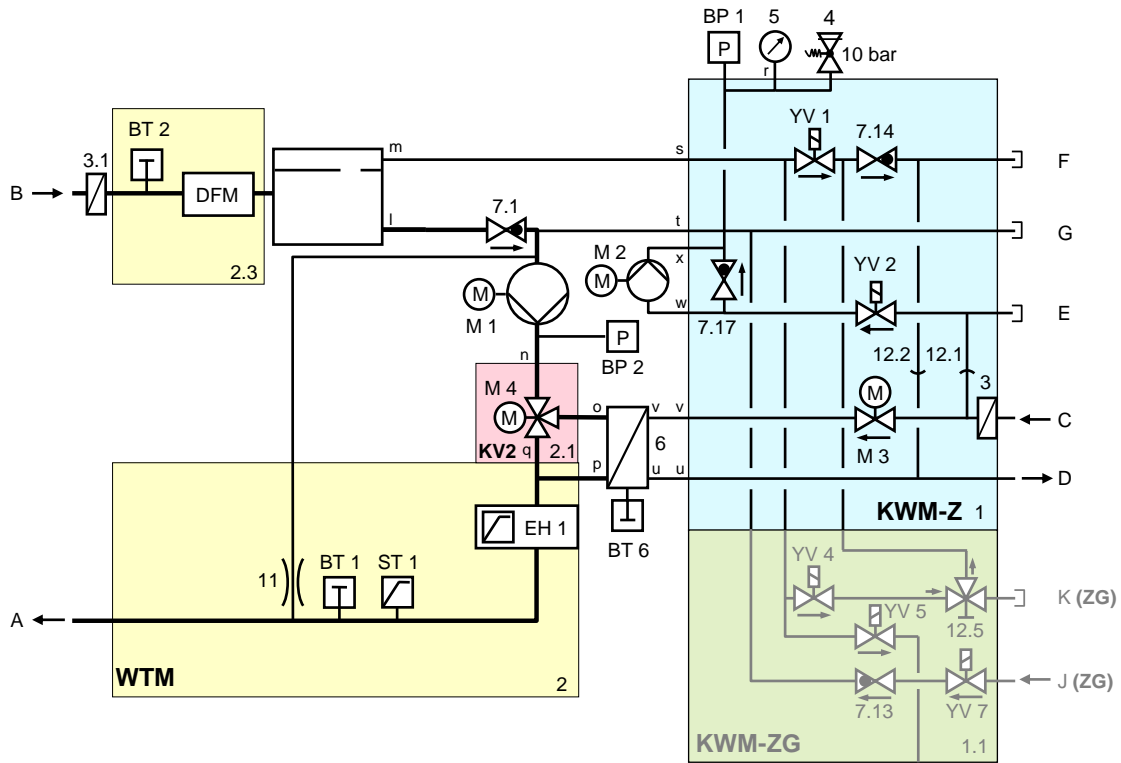 BP 1
5
4
P
10 bar
r
YV 1
7.14
BT 2
3.1
m
s
F
B
DFM
l
7.1
t
G
M 2
x
YV 2
M
w
E
2.3
M
M 1
7.17
P
BP 2
n
12.2
12.1
M 4
M
o
v
v
M
3
C
KV2
q
2.1
6
M 3
p
u
u
D
KWM-Z
1
EH 1
BT 6
YV 4
11
BT 1
ST 1
K (ZG)
YV 5
12.5
A
WTM
2
J (ZG)
7.13
YV 7
KWM-ZG
1.1